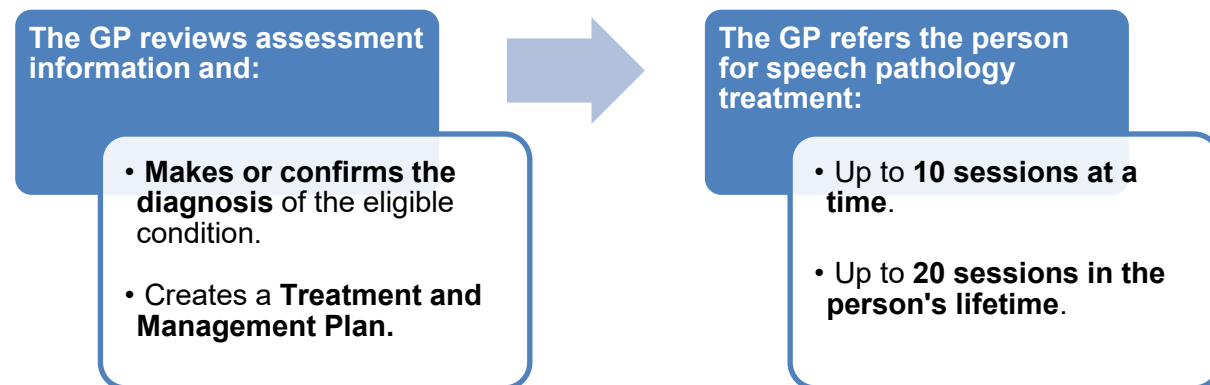 The GP reviews assessment
information and:
• Makes or confirms the
diagnosis of the eligible
condition.
• Creates a Treatment and
Management Plan.
The GP refers the person
for speech pathology
treatment:
• Up to 10 sessions at a
time.
• Up to 20 sessions in the
person's lifetime.